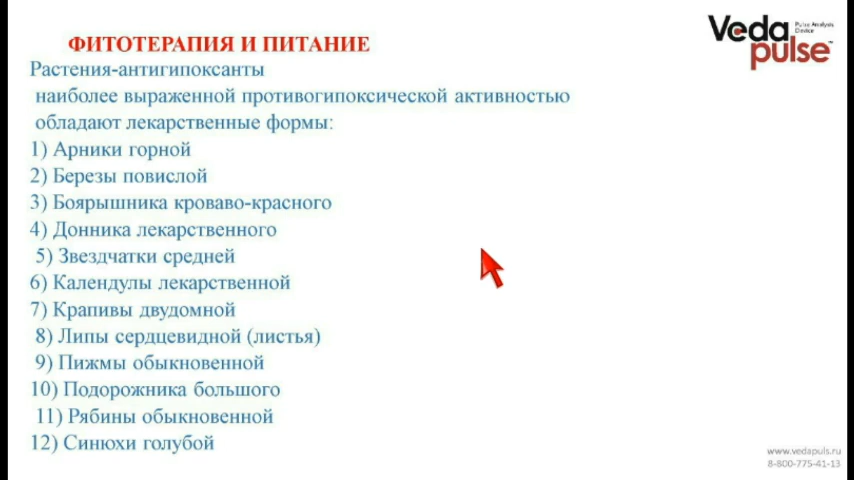 ФИТОТЕРАПИЯ И ПИТАНИЕ
Растения-антигипоксанты
наиболее выраженной противогипоксической активностью
обладают лекарственные формы:
1) Арники горной
2) Березы повислой
3) Боярышника кроваво-красного
4) Донника лекарственного
5) Звездчатки средней
6) Календулы лекарственной
7) Крапивы двудомной
8) Липы сердцевидной (листья)
9) Пижмы обыкновенной
10) Подорожника большого
11) Рябины обыкновенной
12) Синюхи голубой
Veda
Pulse Analysis
Device
pulse™
www.vedapuls.ru
8-800-775-41-13